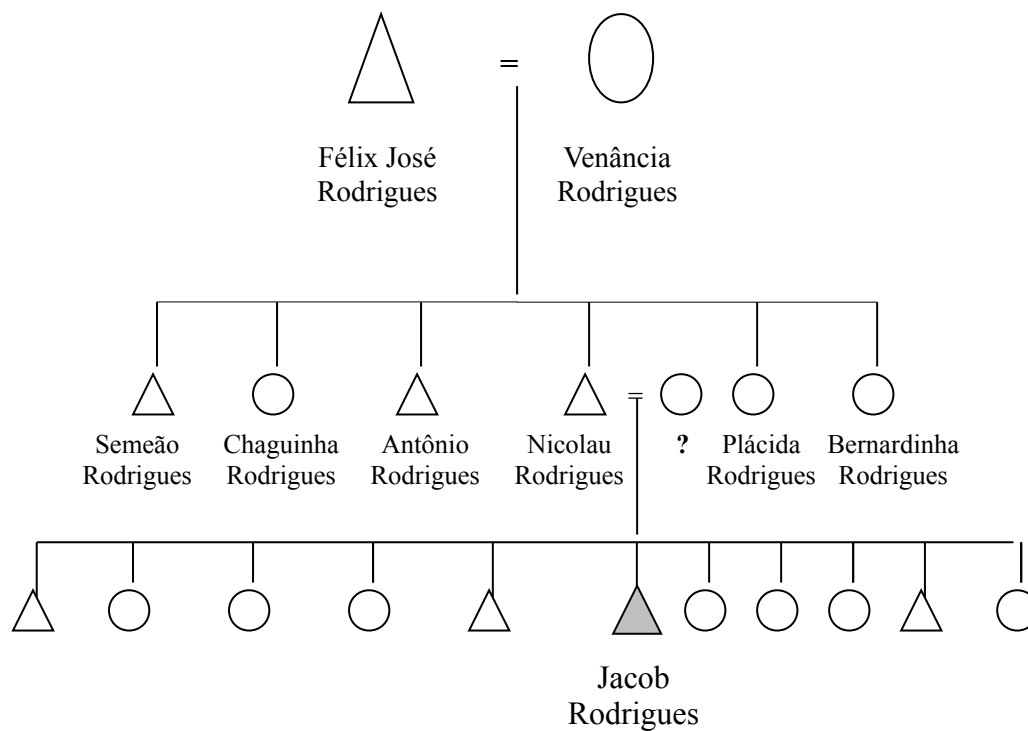 =
Félix José
Rodrigues
Venância
Rodrigues
=
Semeão
Rodrigues
Chaguinha
Rodrigues
Antônio
Rodrigues
Nicolau
Rodrigues
?
Plácida
Rodrigues
Bernardinha
Rodrigues
Jacob
Rodrigues